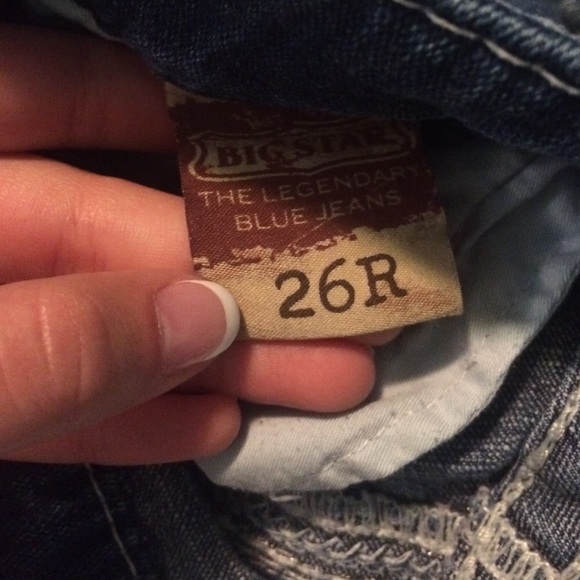 BIG STAR
THE LEGENDARY
BLUE JEANS
26R